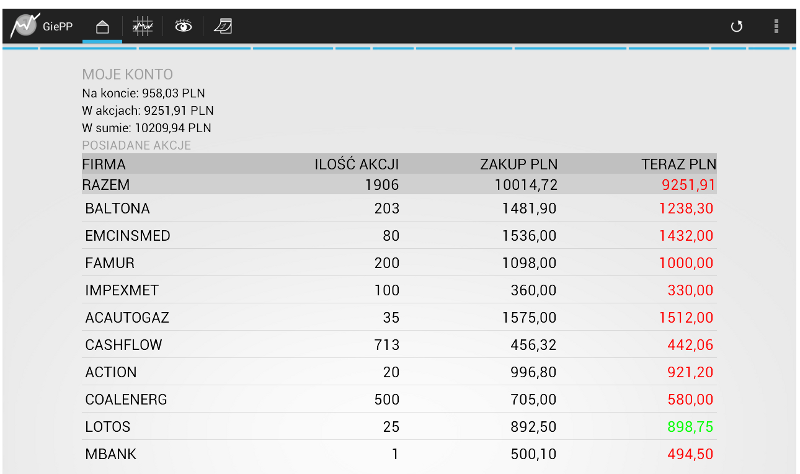 GiePP
MOJE KONTO
Na koncie: 958,03 PLN
W akcjach: 9251,91 PLN
W sumie: 10209,94 PLN
POSIADANE AKCJE
FIRMA ILOŚĆ AKCJI ZAKUP PLN TERAZ PLN
RAZEM 1906 10014,72 9251,91
BALTONA 203 1481,90 1238,30
EMCINSMED 80 1536,00 1432,00
FAMUR 200 1098,00 1000,00
IMPEXMET 100 360,00 330,00
ACAUTOGAZ 35 1575,00 1512,00
CASHFLOW 713 456,32 442,06
ACTION 20 996,80 921,20
COALENERG 500 705,00 580,00
LOTOS 25 892,50 898,75
MBANK 1 500,10 494,50